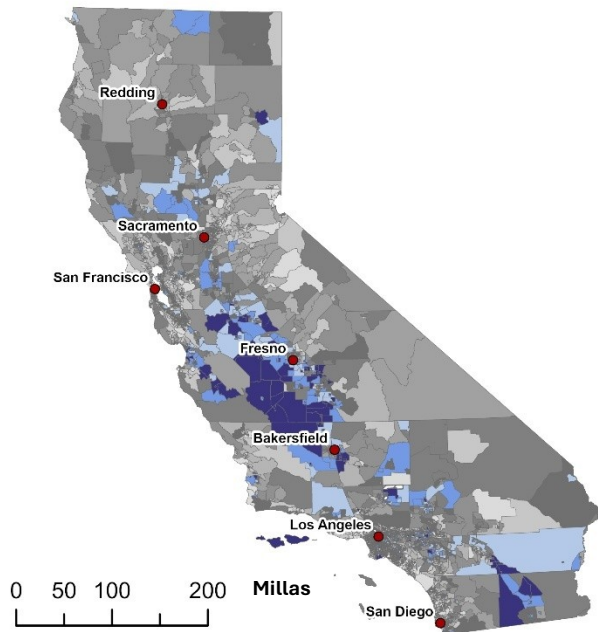 Redding
Sacramento
San Francisco
Fresno
Bakersfield
Los Angeles
0 50 100 200 Millas
San Diego